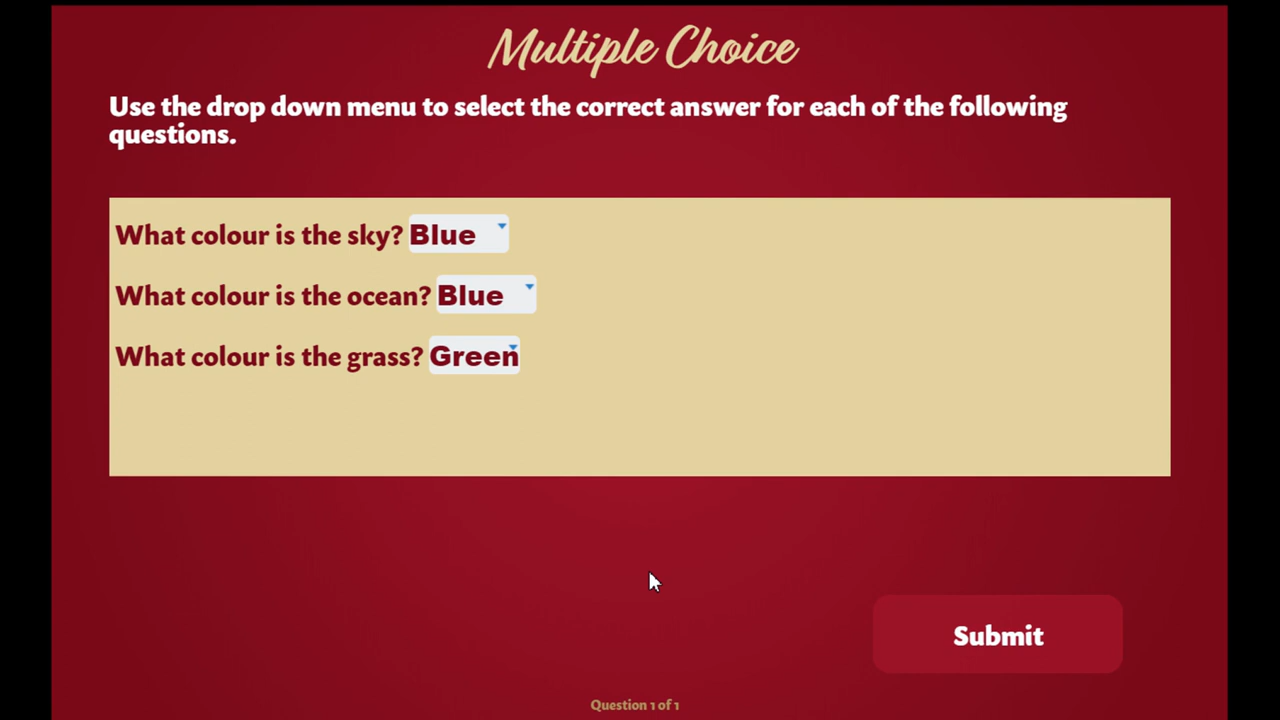 Multiple Choice
Use the drop down menu to select the correct answer for each of the following
questions.
What colour is the sky? Blue
What colour is the ocean? Blue
What colour is the grass? Green
Submit
Question 1 of 1